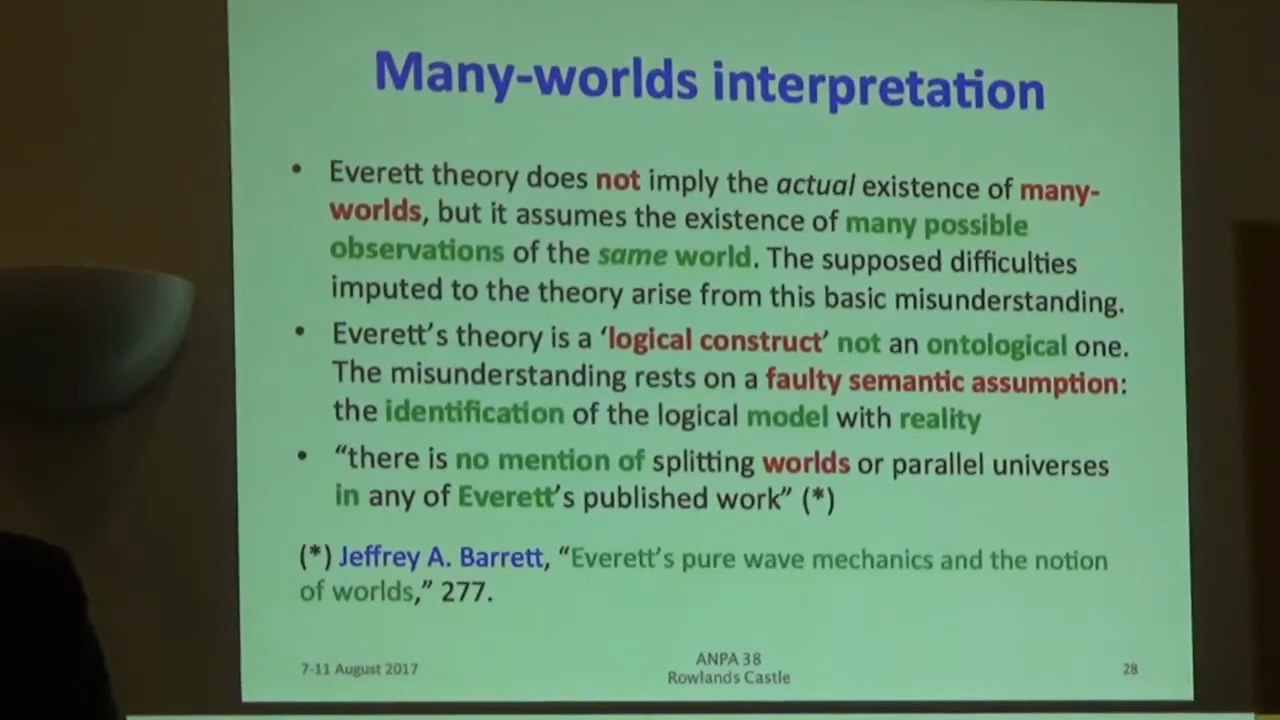 Many-worlds interpretation
• Everett theory does not imply the actual existence of many-
worlds, but it assumes the existence of many possible
observations of the same world. The supposed difficulties
imputed to the theory arise from this basic misunderstanding.
• Everett’s theory is a ‘logical construct’ not an ontological one.
The misunderstanding rests on a faulty semantic assumption:
the identification of the logical model with reality
• “there is no mention of splitting worlds or parallel universes
in any of Everett’s published work” (*)
(*) Jeffrey A. Barrett, “Everett’s pure wave mechanics and the notion
of worlds,” 277.
7-11 August 2017
ANPA 38
Rowlands Castle
28